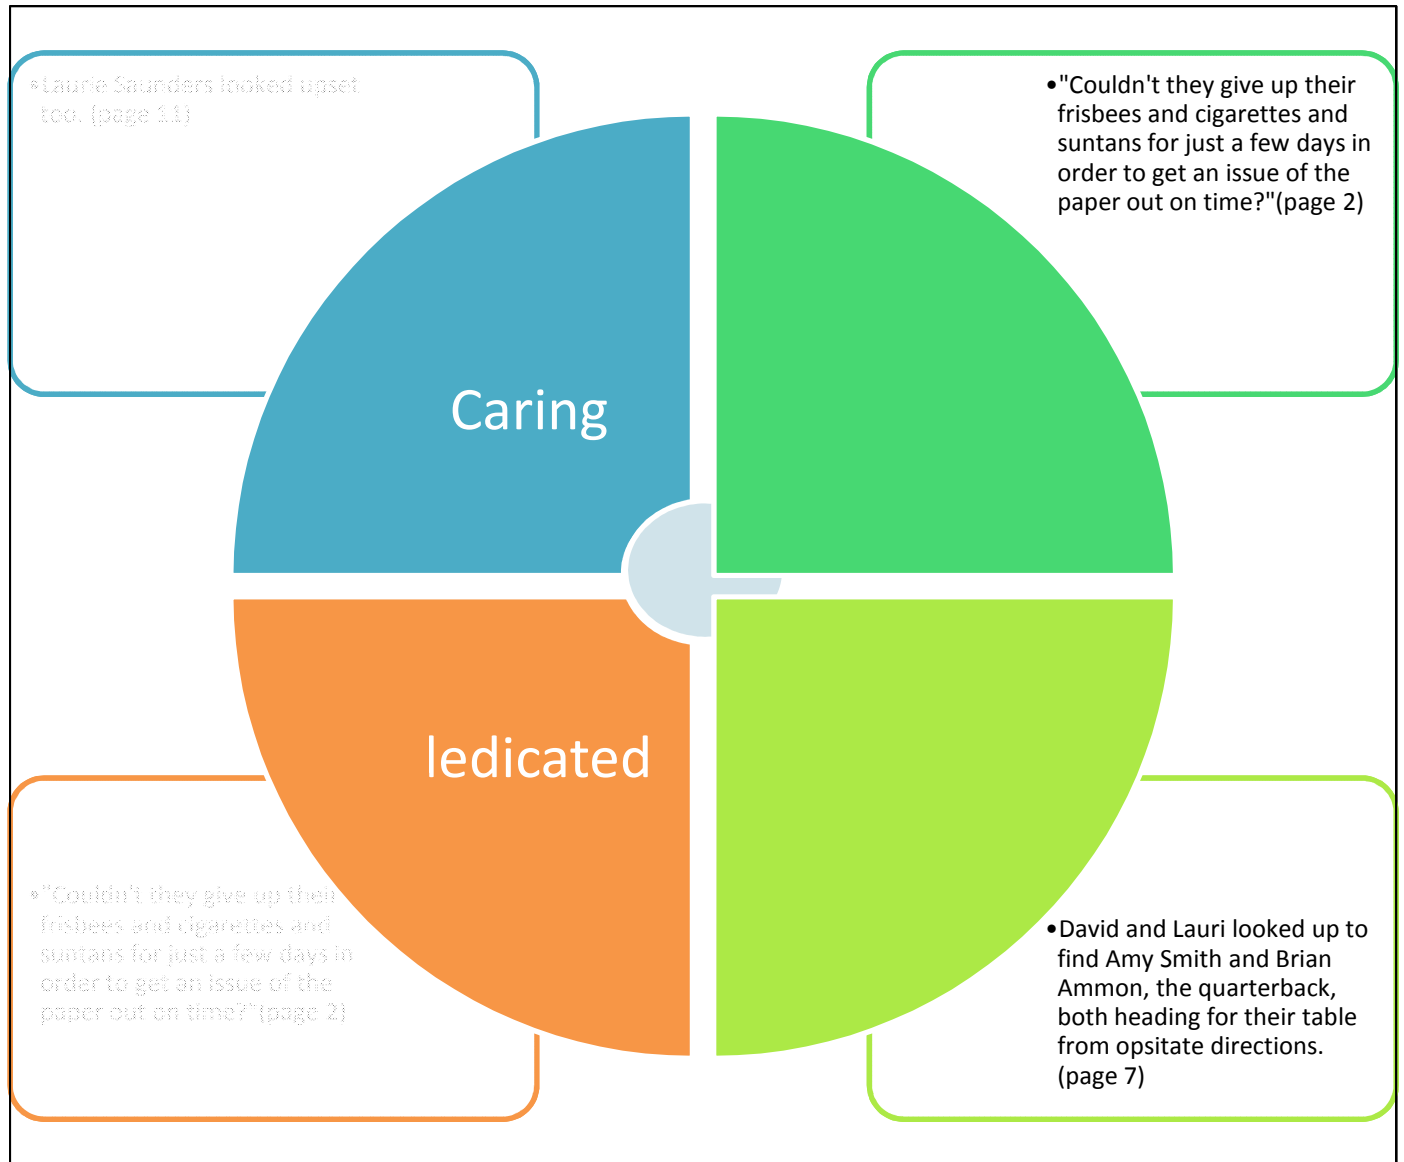 •Laurie Saunders looked upset
too. (page 11)
•"Couldn't they give up their
frisbees and cigarettes and
suntans for just a few days in
order to get an issue of the
paper out on time?"(page 2)
Caring
ledicated
•"Couldn't they give up their
frisbees and cigarettes and
suntans for just a few days in
order to get an issue of the
paper out on time?"(page 2)
•David and Lauri looked up to
find Amy Smith and Brian
Ammon, the quarterback,
both heading for their table
from opsitate directions.
(page 7)